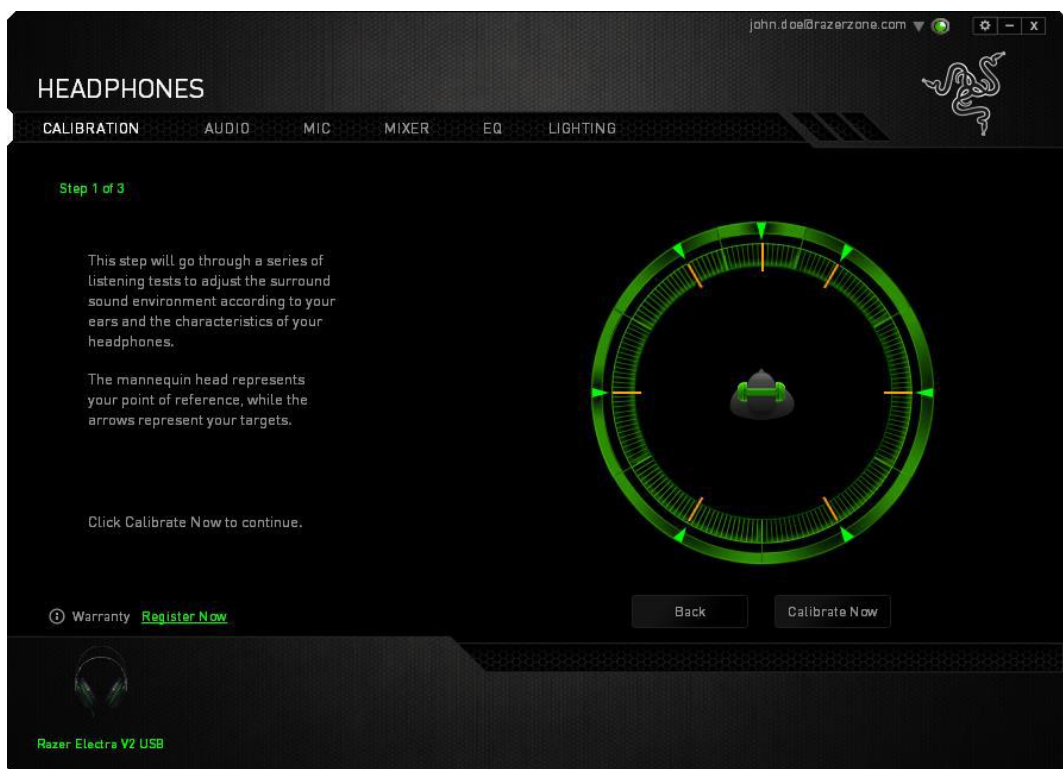 john.doe@razerzone.com
X
HEADPHONES
CALIBRATION AUDIO MIC MIXER EQ LIGHTING
Step 1 of 3
This step will go through a series of
listening tests to adjust the surround
sound environment according to your
ears and the characteristics of your
headphones.
The mannequin head represents
your point of reference, while the
arrows represent your targets.
Click Calibrate Now to continue.
Warranty Register Now
Back Calibrate Now
Razer Electra V2 USB